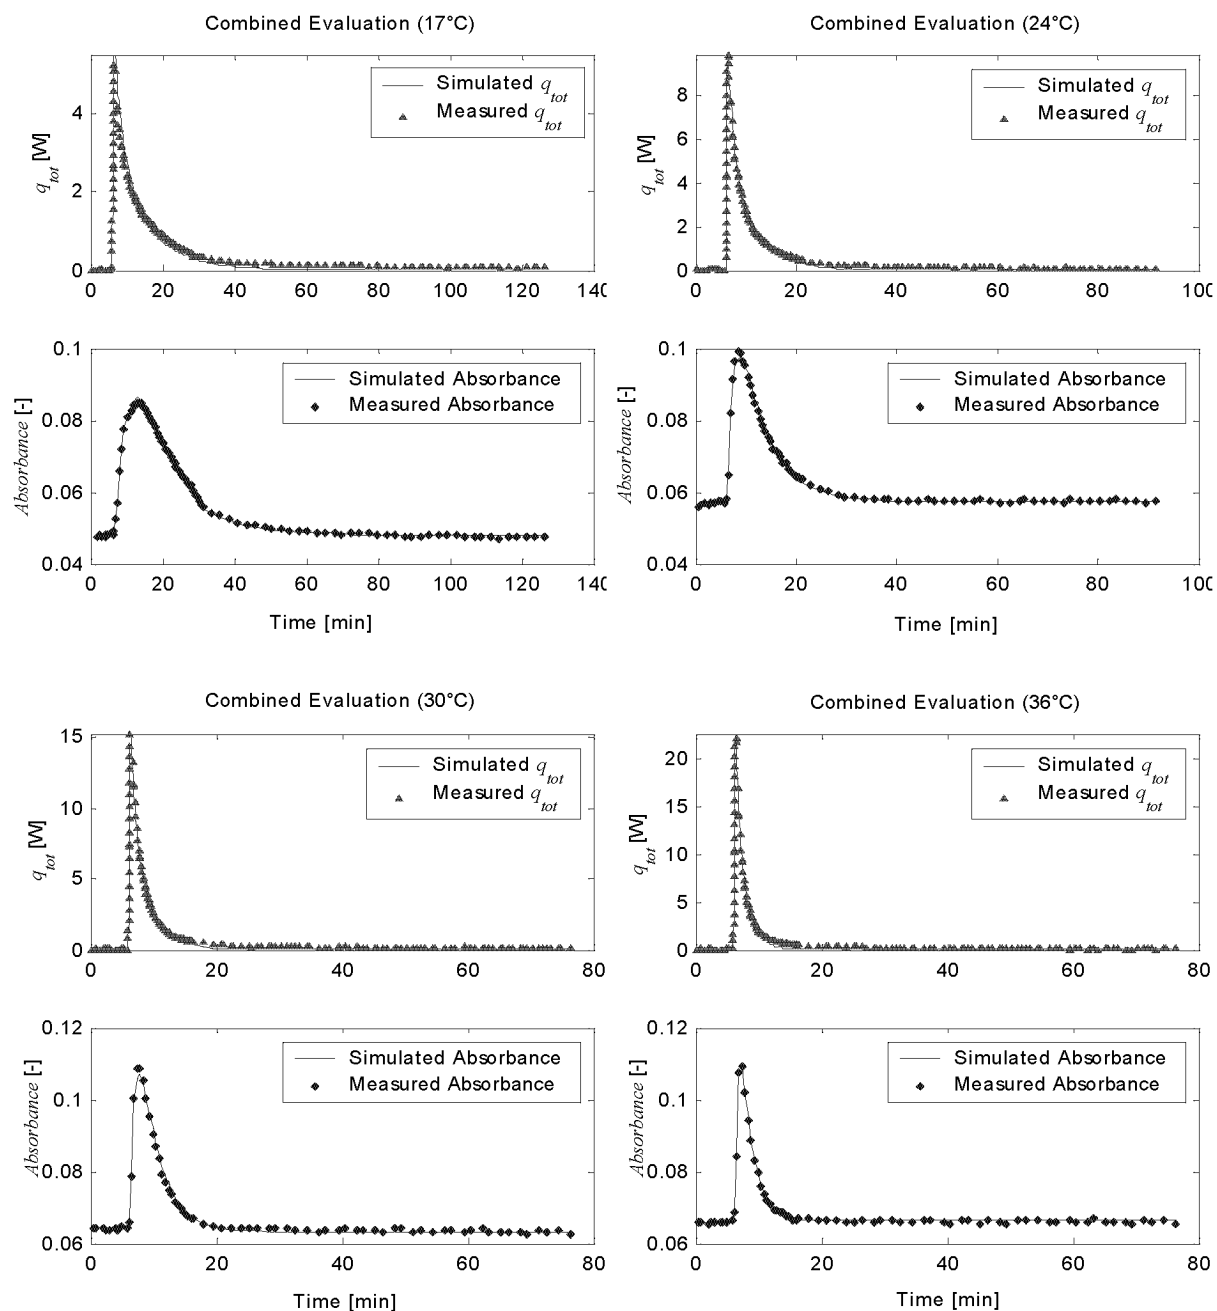 Combined Evaluation (17°C)
Simulated q_tot
Measured q_tot
q_tot [W]
4
2
0
0 20 40 60 80 100 120 140
0.1
Simulated Absorbance
Measured Absorbance
Absorbance [-]
0.08
0.06
0.04
0 20 40 60 80 100 120 140
Time [min]
Combined Evaluation (24°C)
Simulated q_tot
Measured q_tot
q_tot [W]
8
6
4
2
0
0 20 40 60 80 100
0.1
Simulated Absorbance
Measured Absorbance
Absorbance [-]
0.08
0.06
0.04
0 20 40 60 80 100
Time [min]
Combined Evaluation (30°C)
15
Simulated q_tot
Measured q_tot
q_tot [W]
10
5
0
0 20 40 60 80
0.12
Simulated Absorbance
Measured Absorbance
Absorbance [-]
0.1
0.08
0.06
0 20 40 60 80
Time [min]
Combined Evaluation (36°C)
Simulated q_tot
Measured q_tot
q_tot [W]
20
15
10
5
0
0 20 40 60 80
0.12
Simulated Absorbance
Measured Absorbance
Absorbance [-]
0.1
0.08
0.06
0 20 40 60 80
Time [min]